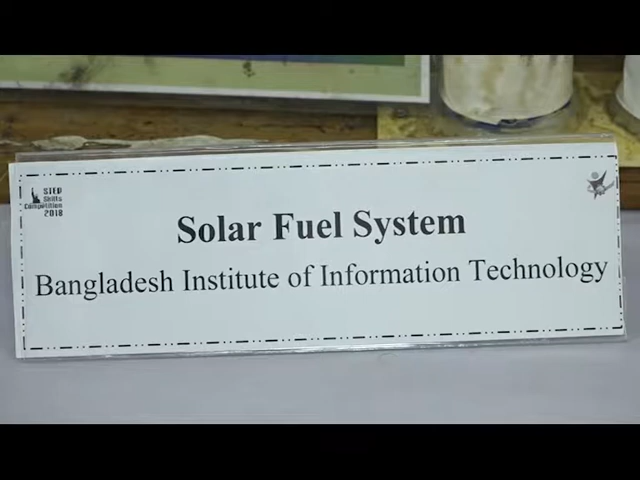 STEP
Skills
Competition
2018
Solar Fuel System
Bangladesh Institute of Information Technology